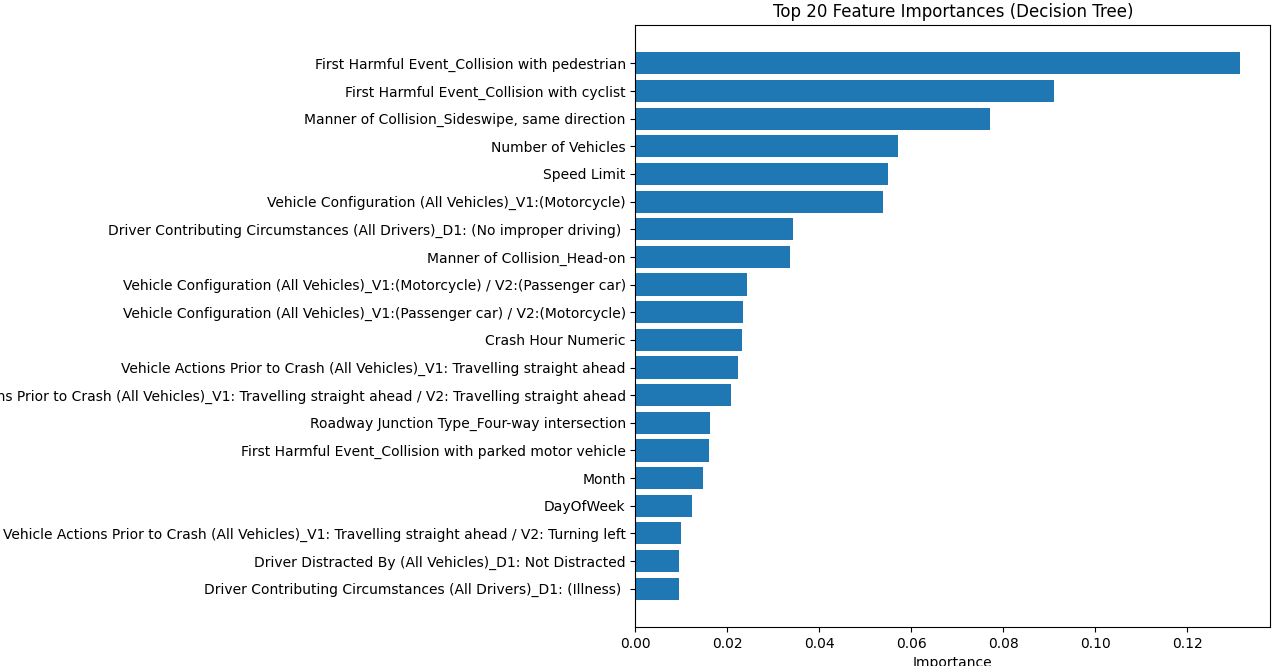 Top 20 Feature Importances (Decision Tree)
First Harmful Event_Collision with pedestrian
First Harmful Event_Collision with cyclist
Manner of Collision_Sideswipe, same direction
Number of Vehicles
Speed Limit
Vehicle Configuration (All Vehicles)_V1:(Motorcycle)
Driver Contributing Circumstances (All Drivers)_D1: (No improper driving)
Manner of Collision_Head-on
Vehicle Configuration (All Vehicles)_V1:(Motorcycle) / V2:(Passenger car)
Vehicle Configuration (All Vehicles)_V1:(Passenger car) / V2:(Motorcycle)
Crash Hour Numeric
Vehicle Actions Prior to Crash (All Vehicles)_V1: Travelling straight ahead
ns Prior to Crash (All Vehicles)_V1: Travelling straight ahead / V2: Travelling straight ahead
Roadway Junction Type_Four-way intersection
First Harmful Event_Collision with parked motor vehicle
Month
DayOfWeek
Vehicle Actions Prior to Crash (All Vehicles)_V1: Travelling straight ahead / V2: Turning left
Driver Distracted By (All Vehicles)_D1: Not Distracted
Driver Contributing Circumstances (All Drivers)_D1: (Illness)
0.00 0.02 0.04 0.06 0.08 0.10 0.12
Importance